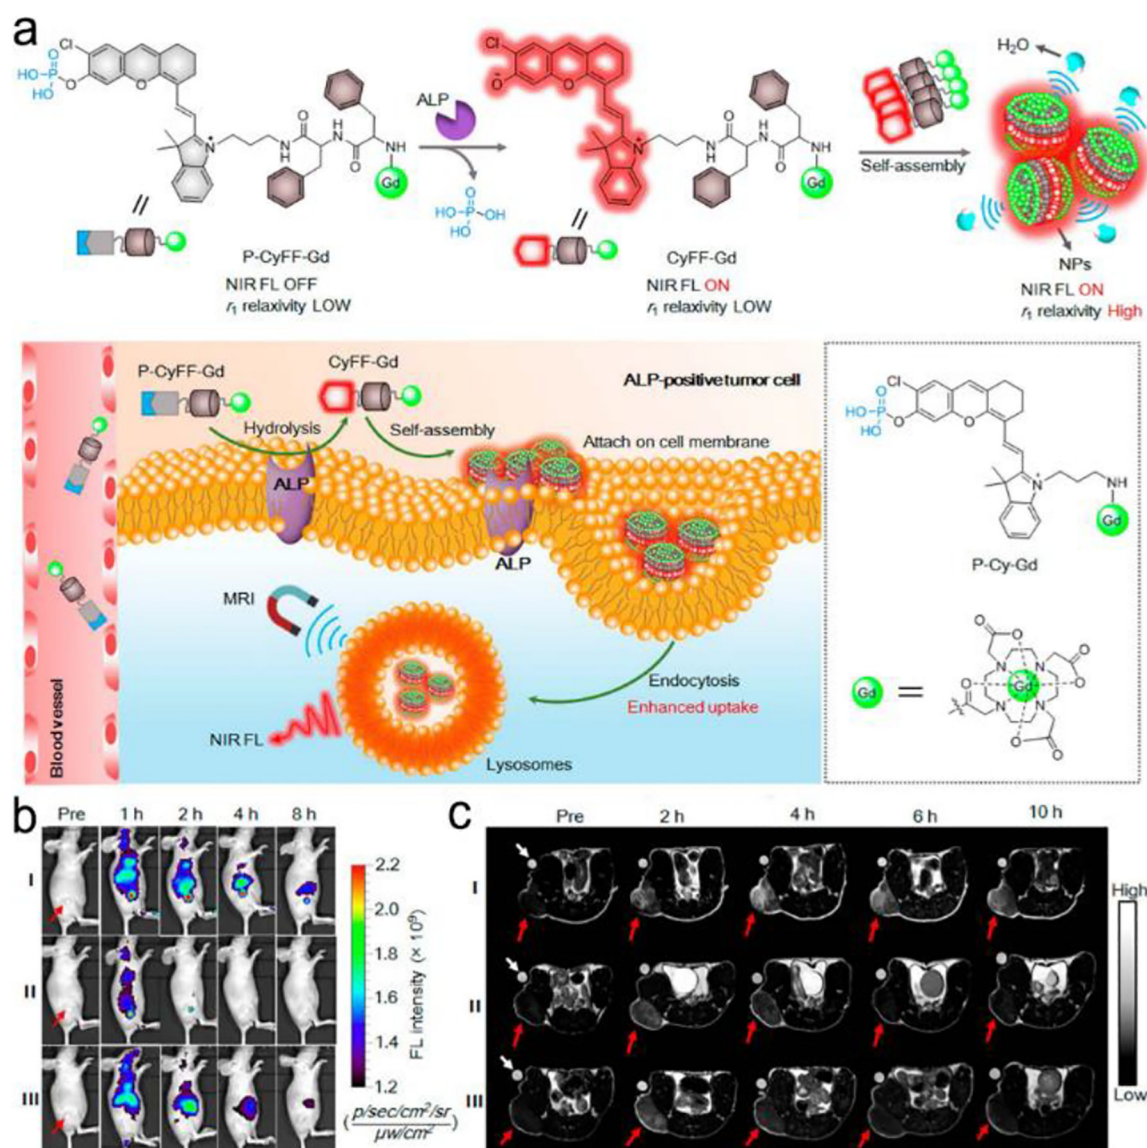 a
Cl
O
HO P
HO O
O
N+
N
H
O
H
N
O
NH
Gd
P-CyFF-Gd
NIR FL OFF
r1 relaxivity LOW
ALP
O
HO P OH
HO
Cl
O-
O
N+
N
H
O
H
N
O
NH
Gd
CyFF-Gd
NIR FL ON
r1 relaxivity LOW
Self-assembly
H2O
NPs
NIR FL ON
r1 relaxivity High
Blood vessel
P-CyFF-Gd
CyFF-Gd
ALP-positive tumor cell
Hydrolysis
Self-assembly
Attach on cell membrane
ALP
ALP
MRI
NIR FL
Endocytosis
Enhanced uptake
Lysosomes
Cl
O
HO P
HO O
O
N+
NH
Gd
P-Cy-Gd
Gd
O
O
O
N
N
O
O
Gd
O
N
N
O
O
b
Pre 1 h 2 h 4 h 8 h
I
II
III
2.2
2.0
1.8
1.6
1.4
1.2
FL intensity (× 10⁹)
(p/sec/cm²/sr
µw/cm²)
c
Pre 2 h 4 h 6 h 10 h
I
II
III
High
Low